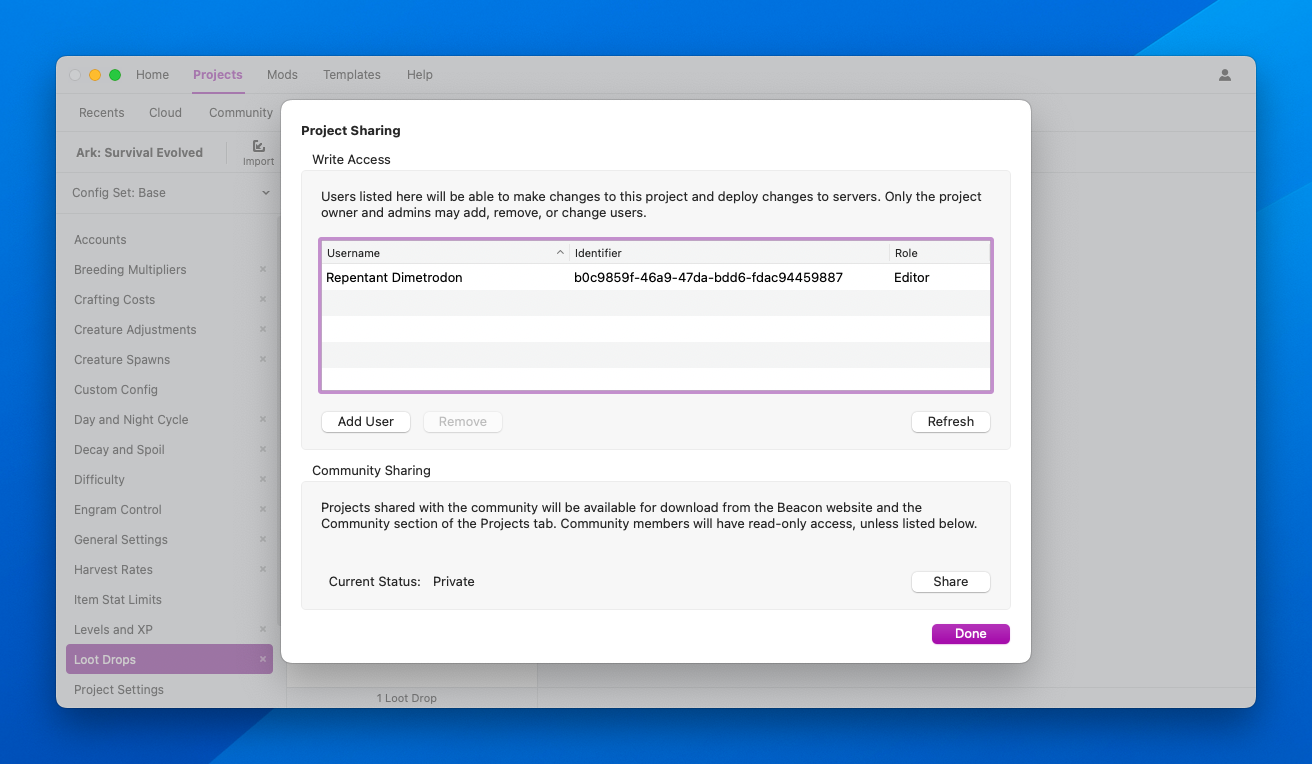 Home Projects Mods Templates Help
Recents Cloud Community
Ark: Survival Evolved
Import
Config Set: Base
Accounts
Breeding Multipliers
Crafting Costs
Creature Adjustments
Creature Spawns
Custom Config
Day and Night Cycle
Decay and Spoil
Difficulty
Engram Control
General Settings
Harvest Rates
Item Stat Limits
Levels and XP
Loot Drops
Project Settings
1 Loot Drop
Project Sharing
Write Access
Users listed here will be able to make changes to this project and deploy changes to servers. Only the project
owner and admins may add, remove, or change users.
Username Identifier Role
Repentant Dimetrodon b0c9859f-46a9-47da-bdd6-fdac94459887 Editor
Add User Remove Refresh
Community Sharing
Projects shared with the community will be available for download from the Beacon website and the
Community section of the Projects tab. Community members will have read-only access, unless listed below.
Current Status: Private Share
Done